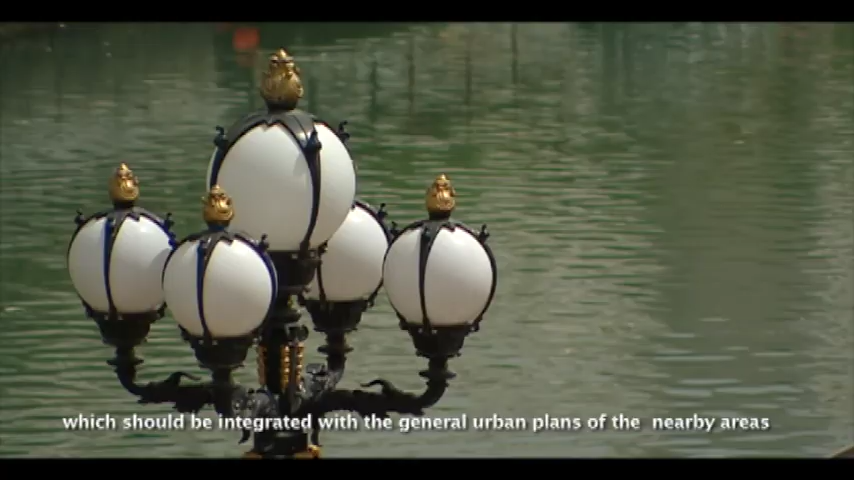 which should be integrated with the general urban plans of the nearby areas